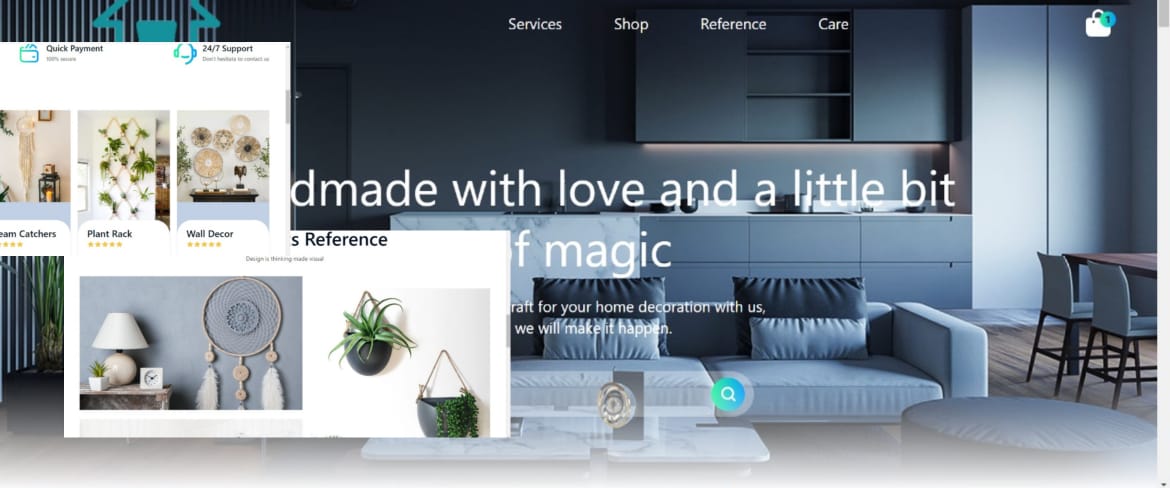 Services Shop Reference Care
1
Quick Payment
100% secure
24/7 Support
Don't hesitate to contact us
dmade with love and a little bit
of magic
eam Catchers
Plant Rack
Wall Decor
s Reference
Design is thinking made visual
raft for your home decoration with us,
we will make it happen.